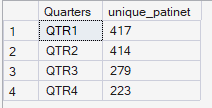 Quarters unique_patinet
1 QTR1 417
2 QTR2 414
3 QTR3 279
4 QTR4 223